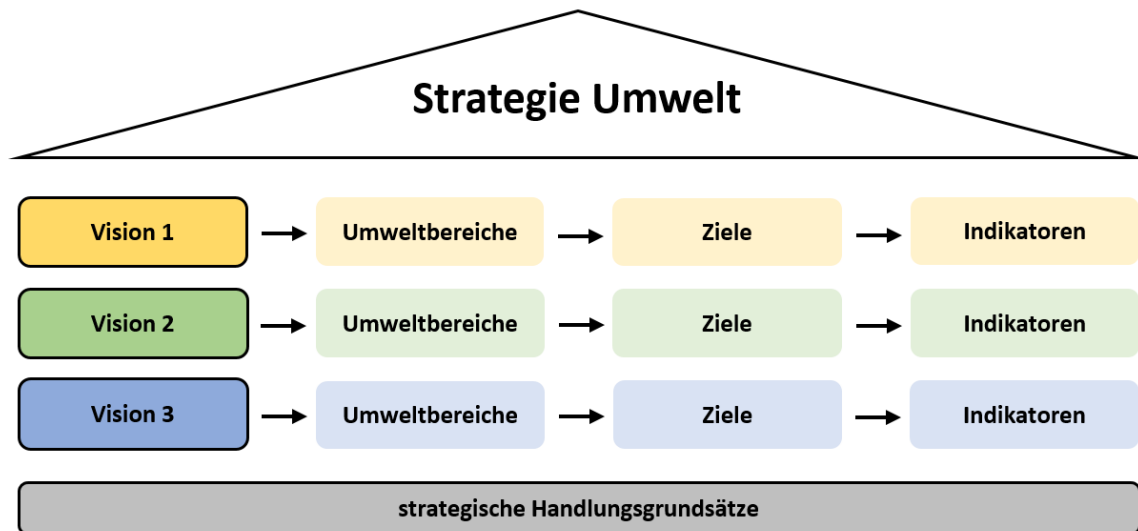 Strategie Umwelt
Vision 1 Umweltbereiche Ziele Indikatoren
Vision 2 Umweltbereiche Ziele Indikatoren
Vision 3 Umweltbereiche Ziele Indikatoren
strategische Handlungsgrundsätze